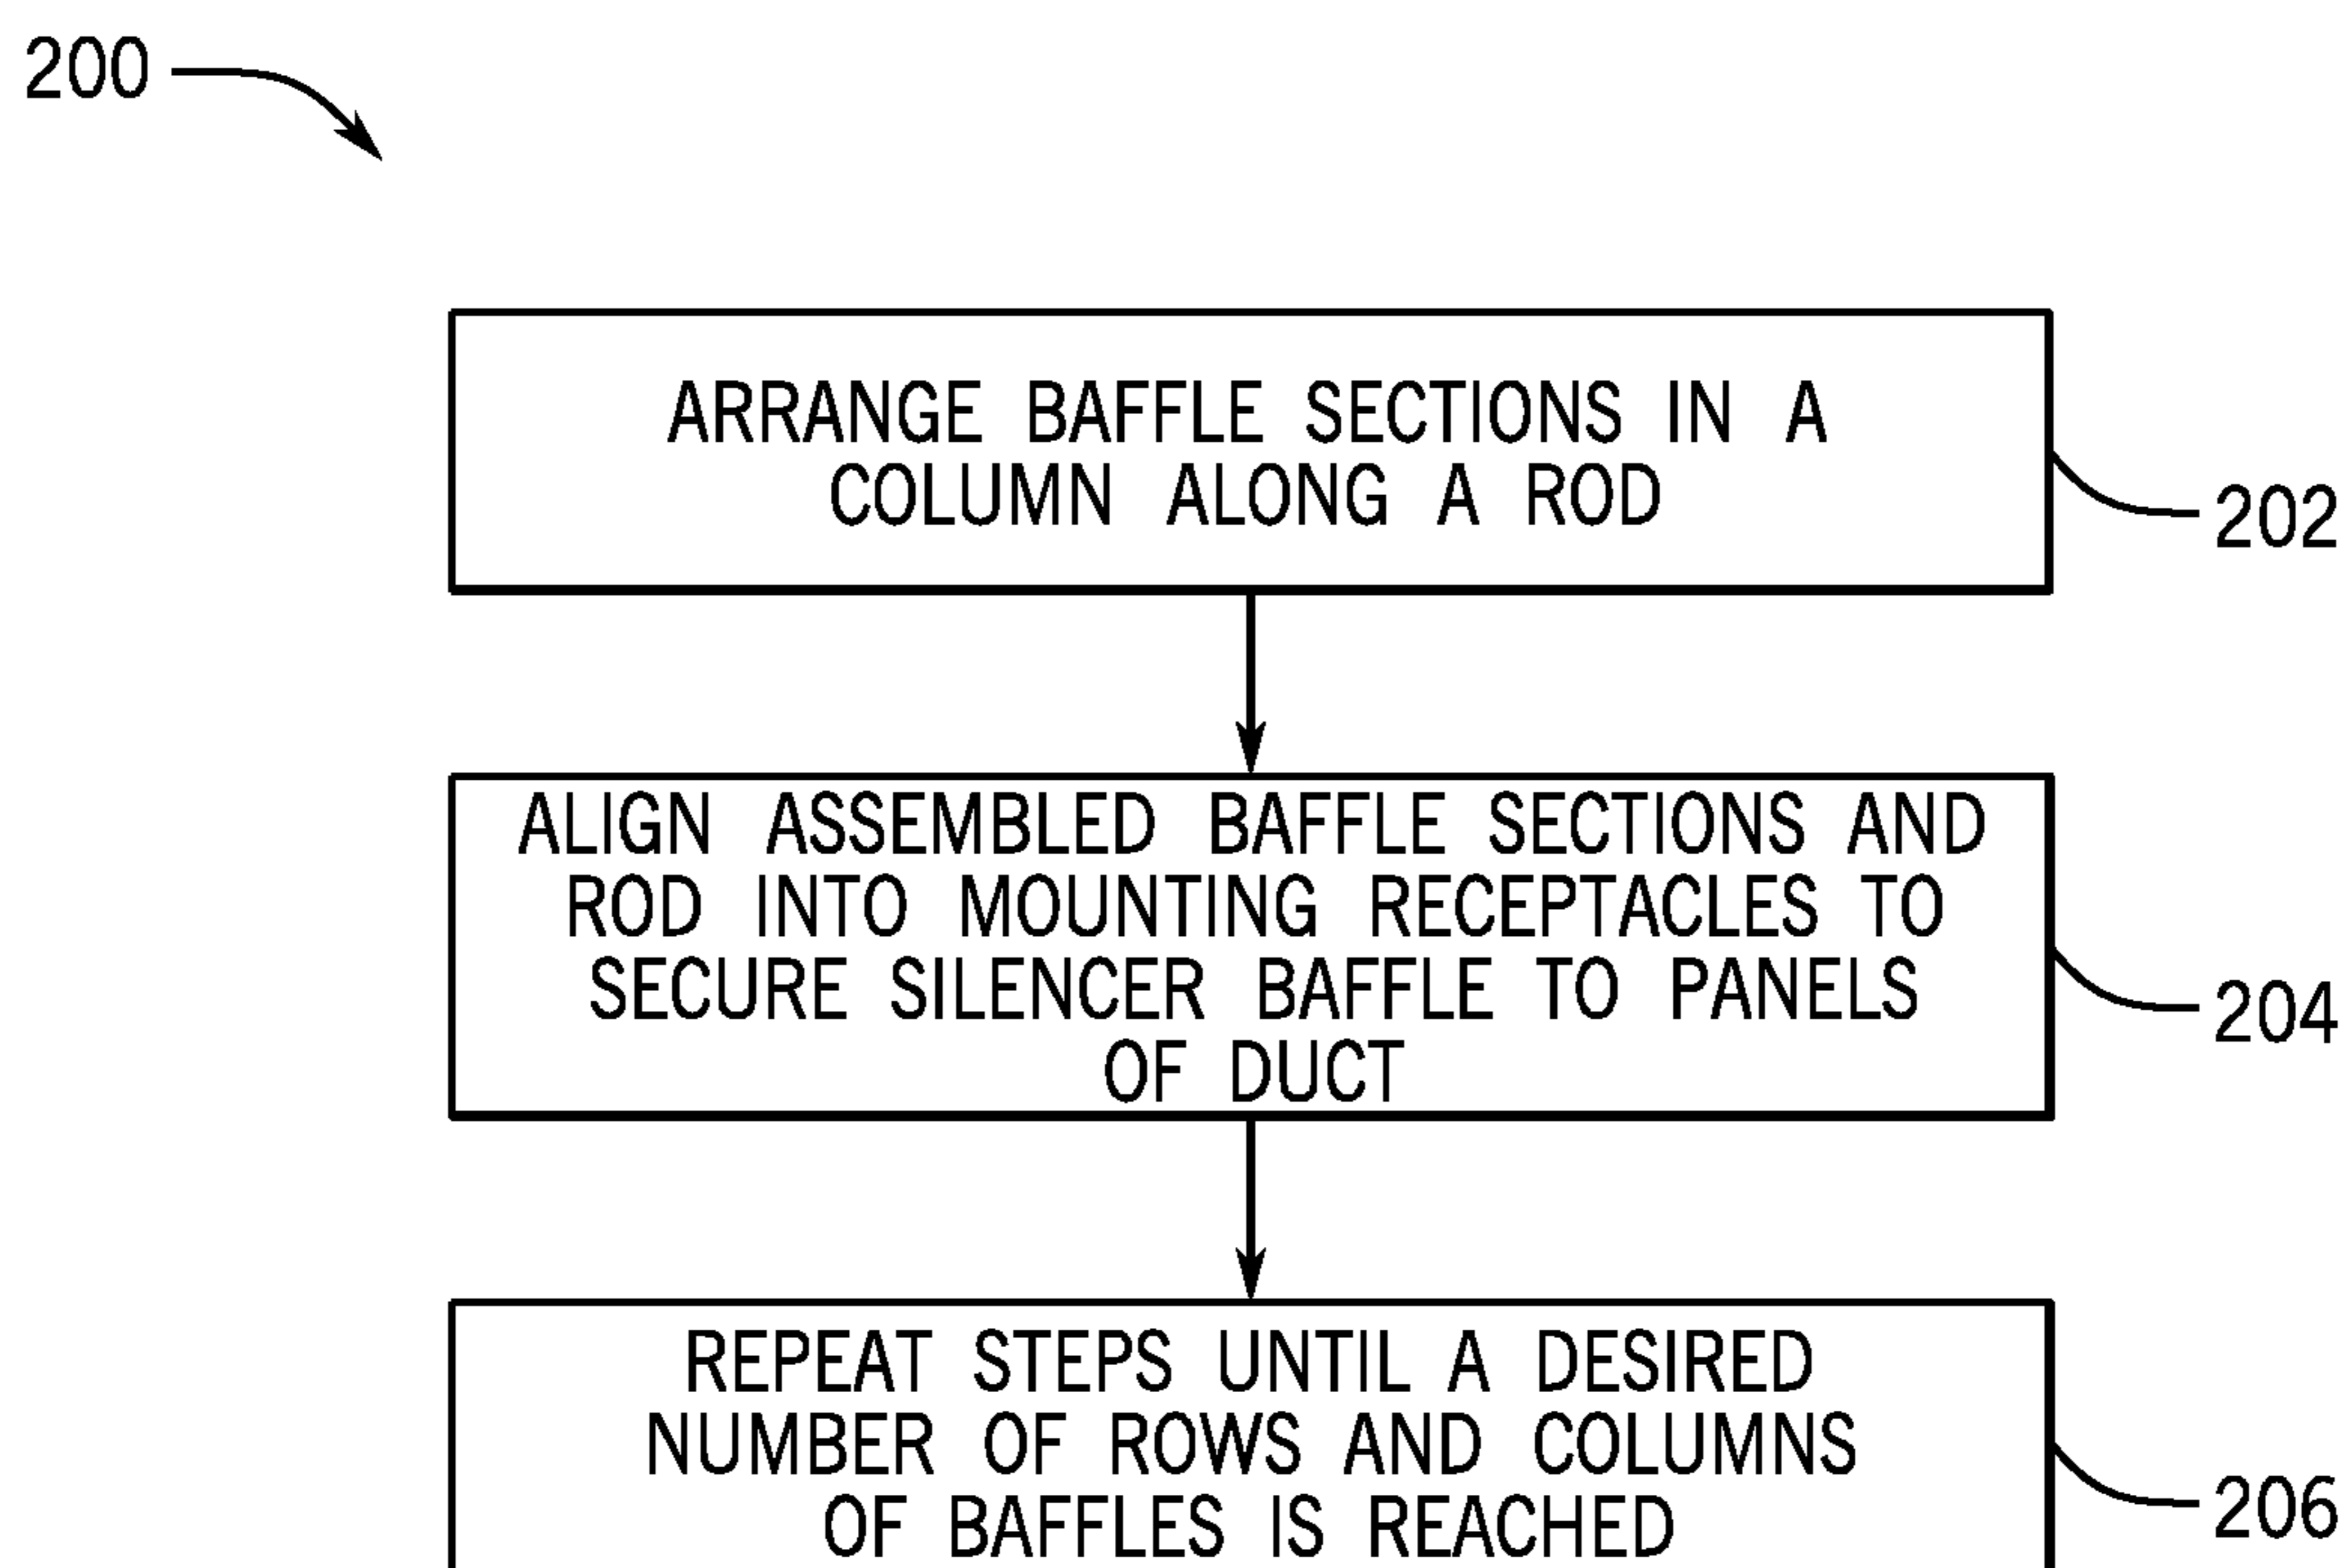 200
ARRANGE BAFFLE SECTIONS IN A
COLUMN ALONG A ROD
202
ALIGN ASSEMBLED BAFFLE SECTIONS AND
ROD INTO MOUNTING RECEPTACLES TO
SECURE SILENCER BAFFLE TO PANELS
OF DUCT
204
REPEAT STEPS UNTIL A DESIRED
NUMBER OF ROWS AND COLUMNS
OF BAFFLES IS REACHED
206